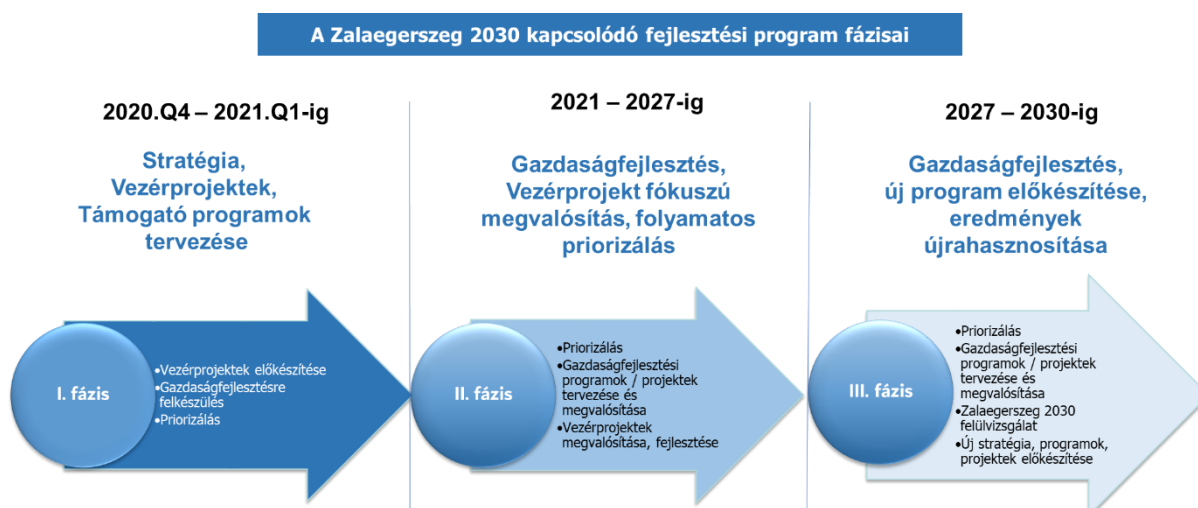 A Zalaegerszeg 2030 kapcsolódó fejlesztési program fázisai
2020.Q4 – 2021.Q1-ig
Stratégia,
Vezérprojektek,
Támogató programok
tervezése
I. fázis
•Vezérprojektek előkészítése
•Gazdaságfejlesztésre
felkészülés
•Priorizálás
2021 – 2027-ig
Gazdaságfejlesztés,
Vezérprojekt fókuszú
megvalósítás, folyamatos
priorizálás
II. fázis
•Priorizálás
•Gazdaságfejlesztési
programok / projektek
tervezése és
megvalósítása
•Vezérprojektek
megvalósítása, fejlesztése
2027 – 2030-ig
Gazdaságfejlesztés,
új program előkészítése,
eredmények
újrahasznosítása
III. fázis
•Priorizálás
•Gazdaságfejlesztési
programok / projektek
tervezése és
megvalósítása
•Zalaegerszeg 2030
felülvizsgálat
•Új stratégia, programok,
projektek előkészítése